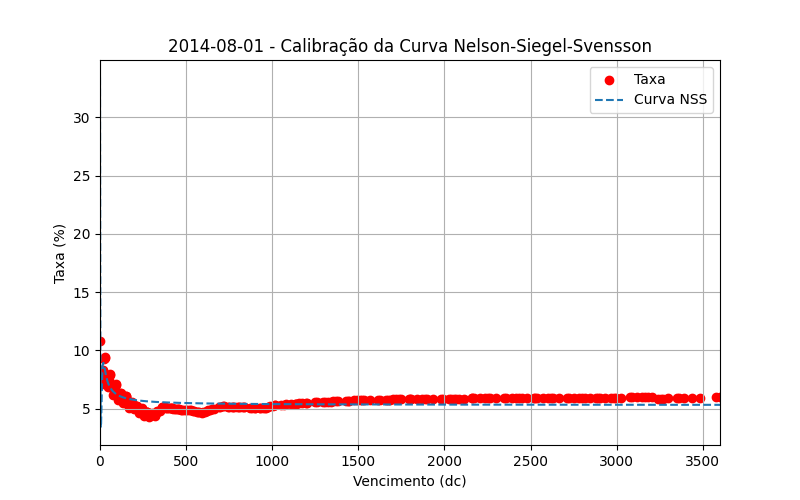 2014-08-01 - Calibração da Curva Nelson-Siegel-Svensson
Taxa
Curva NSS
Taxa (%)
30
25
20
15
10
5
0 500 1000 1500 2000 2500 3000 3500
Vencimento (dc)